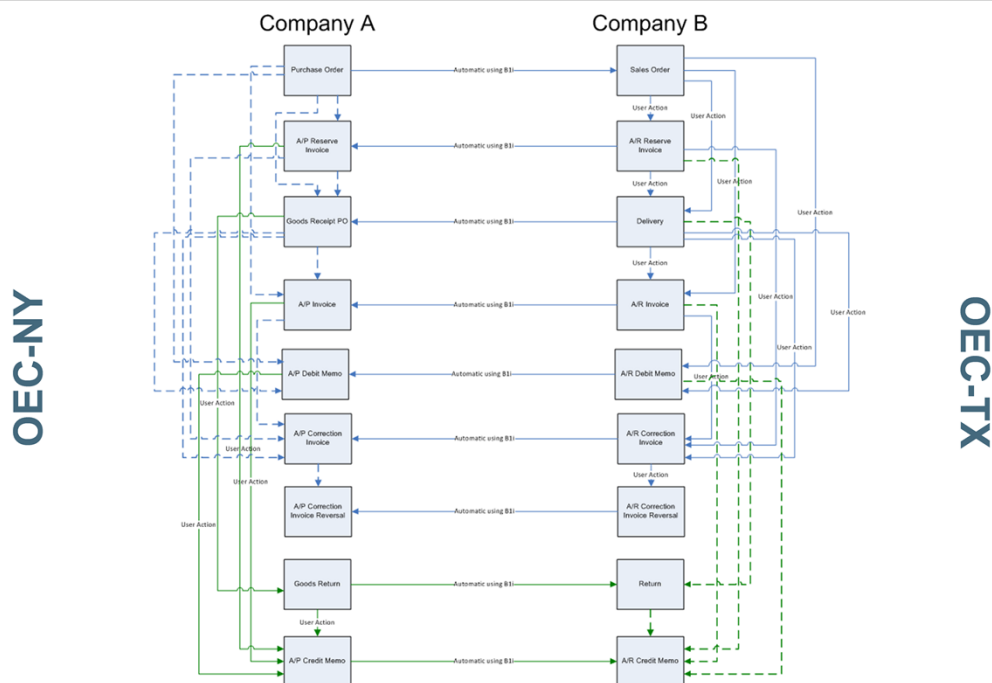 Company A
Company B
OEC-NY
OEC-TX
Purchase Order
Automatic using B1i
Sales Order
User Action
User Action
A/P Reserve
Invoice
Automatic using B1i
A/R Reserve
Invoice
User Action
User Action
Goods Receipt PO
Automatic using B1i
Delivery
User Action
User Action
A/P Invoice
Automatic using B1i
A/R Invoice
User Action
User Action
User Action
A/P Debit Memo
Automatic using B1i
A/R Debit Memo
User Action
User Action
A/P Correction
Invoice
Automatic using B1i
A/R Correction
Invoice
User Action
User Action
User Action
A/P Correction
Invoice Reversal
Automatic using B1i
A/R Correction
Invoice Reversal
User Action
Goods Return
Automatic using B1i
Return
User Action
A/P Credit Memo
Automatic using B1i
A/R Credit Memo